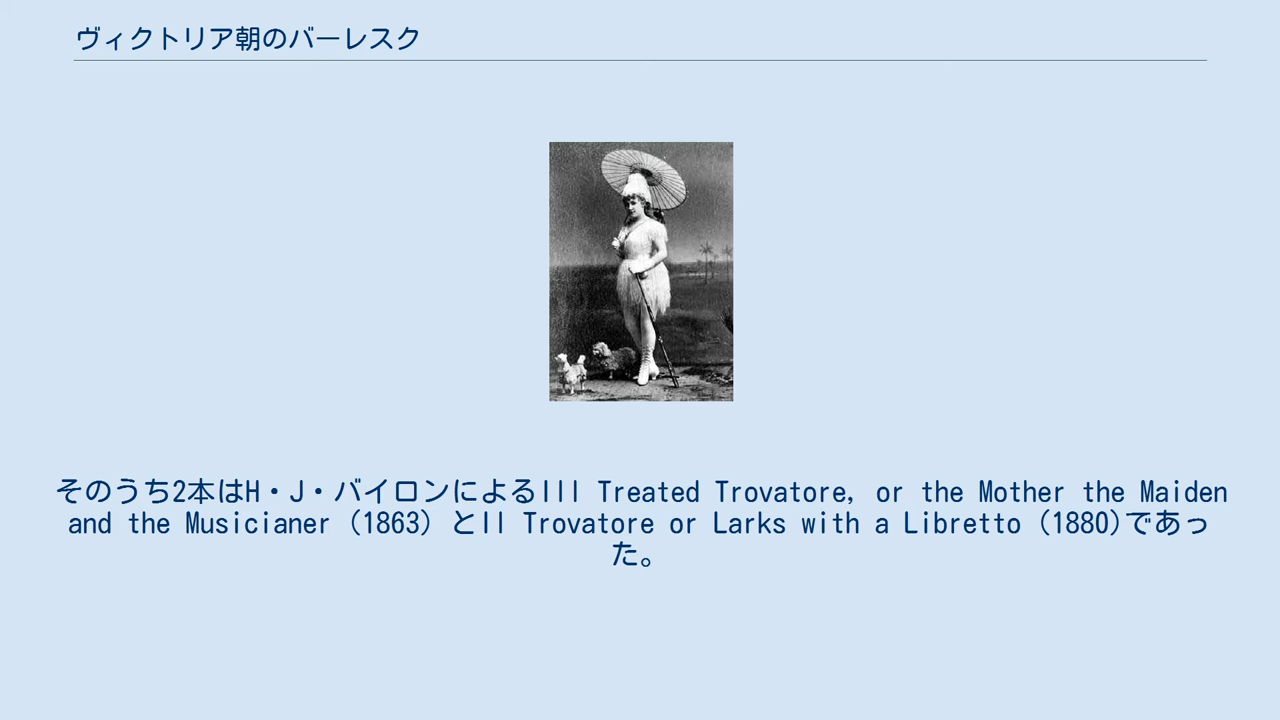 ヴィクトリア朝のバーレスク
そのうち2本はH・J・バイロンによるIll Treated Trovatore, or the Mother the Maiden
and the Musicianer (1863) とIl Trovatore or Larks with a Libretto (1880)であっ
た。